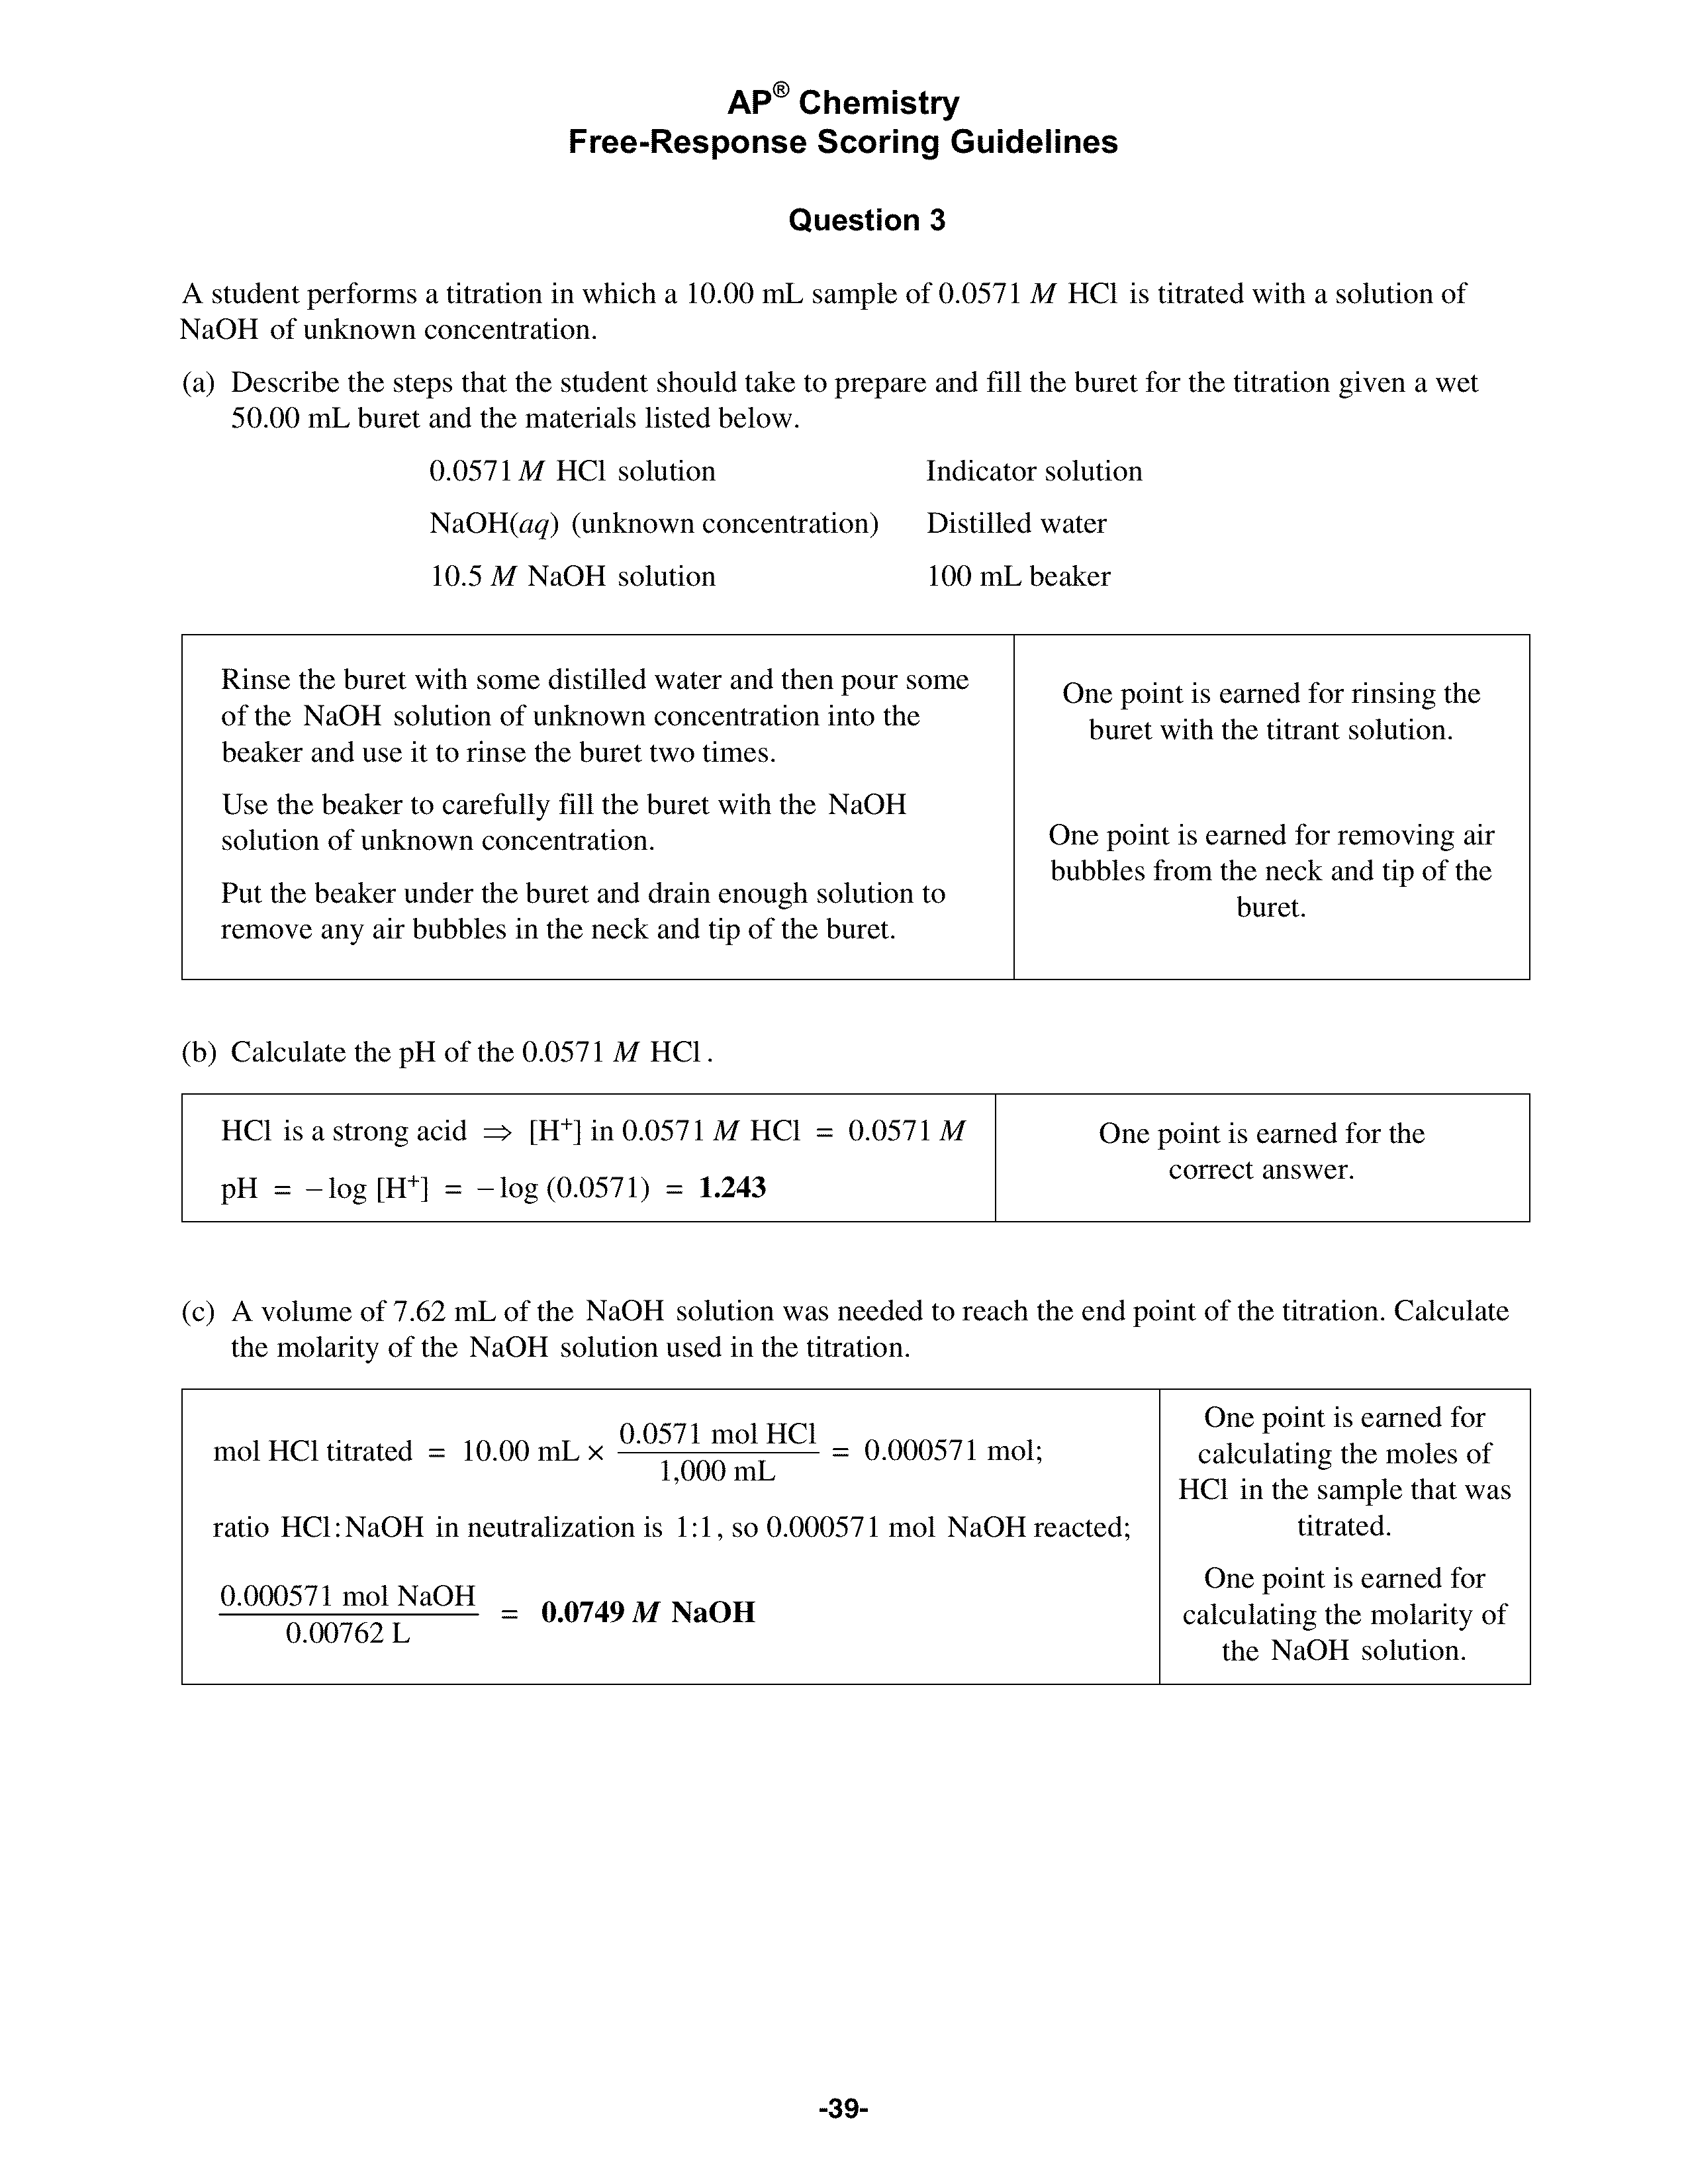 AP® Chemistry
Free-Response Scoring Guidelines
Question 3
A student performs a titration in which a 10.00 mL sample of 0.0571 M HCl is titrated with a solution of
NaOH of unknown concentration.
(a) Describe the steps that the student should take to prepare and fill the buret for the titration given a wet
50.00 mL buret and the materials listed below.
0.0571 M HCl solution Indicator solution
NaOH(aq) (unknown concentration) Distilled water
10.5 M NaOH solution 100 mL beaker
Rinse the buret with some distilled water and then pour some
of the NaOH solution of unknown concentration into the
beaker and use it to rinse the buret two times.
Use the beaker to carefully fill the buret with the NaOH
solution of unknown concentration.
Put the beaker under the buret and drain enough solution to
remove any air bubbles in the neck and tip of the buret.
One point is earned for rinsing the
buret with the titrant solution.
One point is earned for removing air
bubbles from the neck and tip of the
buret.
(b) Calculate the pH of the 0.0571 M HCl .
HCl is a strong acid ⇒ [H⁺] in 0.0571 M HCl = 0.0571 M
pH = −log [H⁺] = −log (0.0571) = 1.243
One point is earned for the
correct answer.
(c) A volume of 7.62 mL of the NaOH solution was needed to reach the end point of the titration. Calculate
the molarity of the NaOH solution used in the titration.
mol HCl titrated = 10.00 mL × 0.0571 mol HCl / 1,000 mL = 0.000571 mol;
ratio HCl:NaOH in neutralization is 1:1, so 0.000571 mol NaOH reacted;
0.000571 mol NaOH / 0.00762 L = 0.0749 M NaOH
One point is earned for
calculating the moles of
HCl in the sample that was
titrated.
One point is earned for
calculating the molarity of
the NaOH solution.
-39-